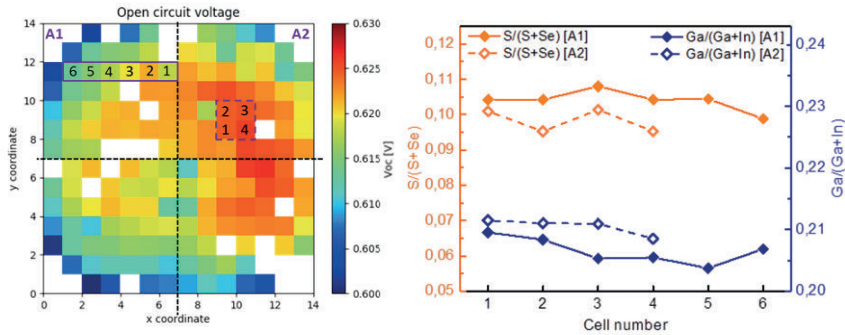 Open circuit voltage
A1
A2
6 5 4 3 2 1
2 3
1 4
14
12
10
8
6
4
2
0
y coordinate
0 2 4 6 8 10 12 14
x coordinate
0.630
0.625
0.620
0.615
0.610
0.605
0.600
Voc [V]
S/(S+Se) [A1]
S/(S+Se) [A2]
Ga/(Ga+In) [A1]
Ga/(Ga+In) [A2]
0,12
0,11
0,10
0,09
0,08
0,07
0,06
0,05
S/(S+Se)
0,24
0,23
0,22
0,21
0,20
Ga/(Ga+In)
1 2 3 4 5 6
Cell number